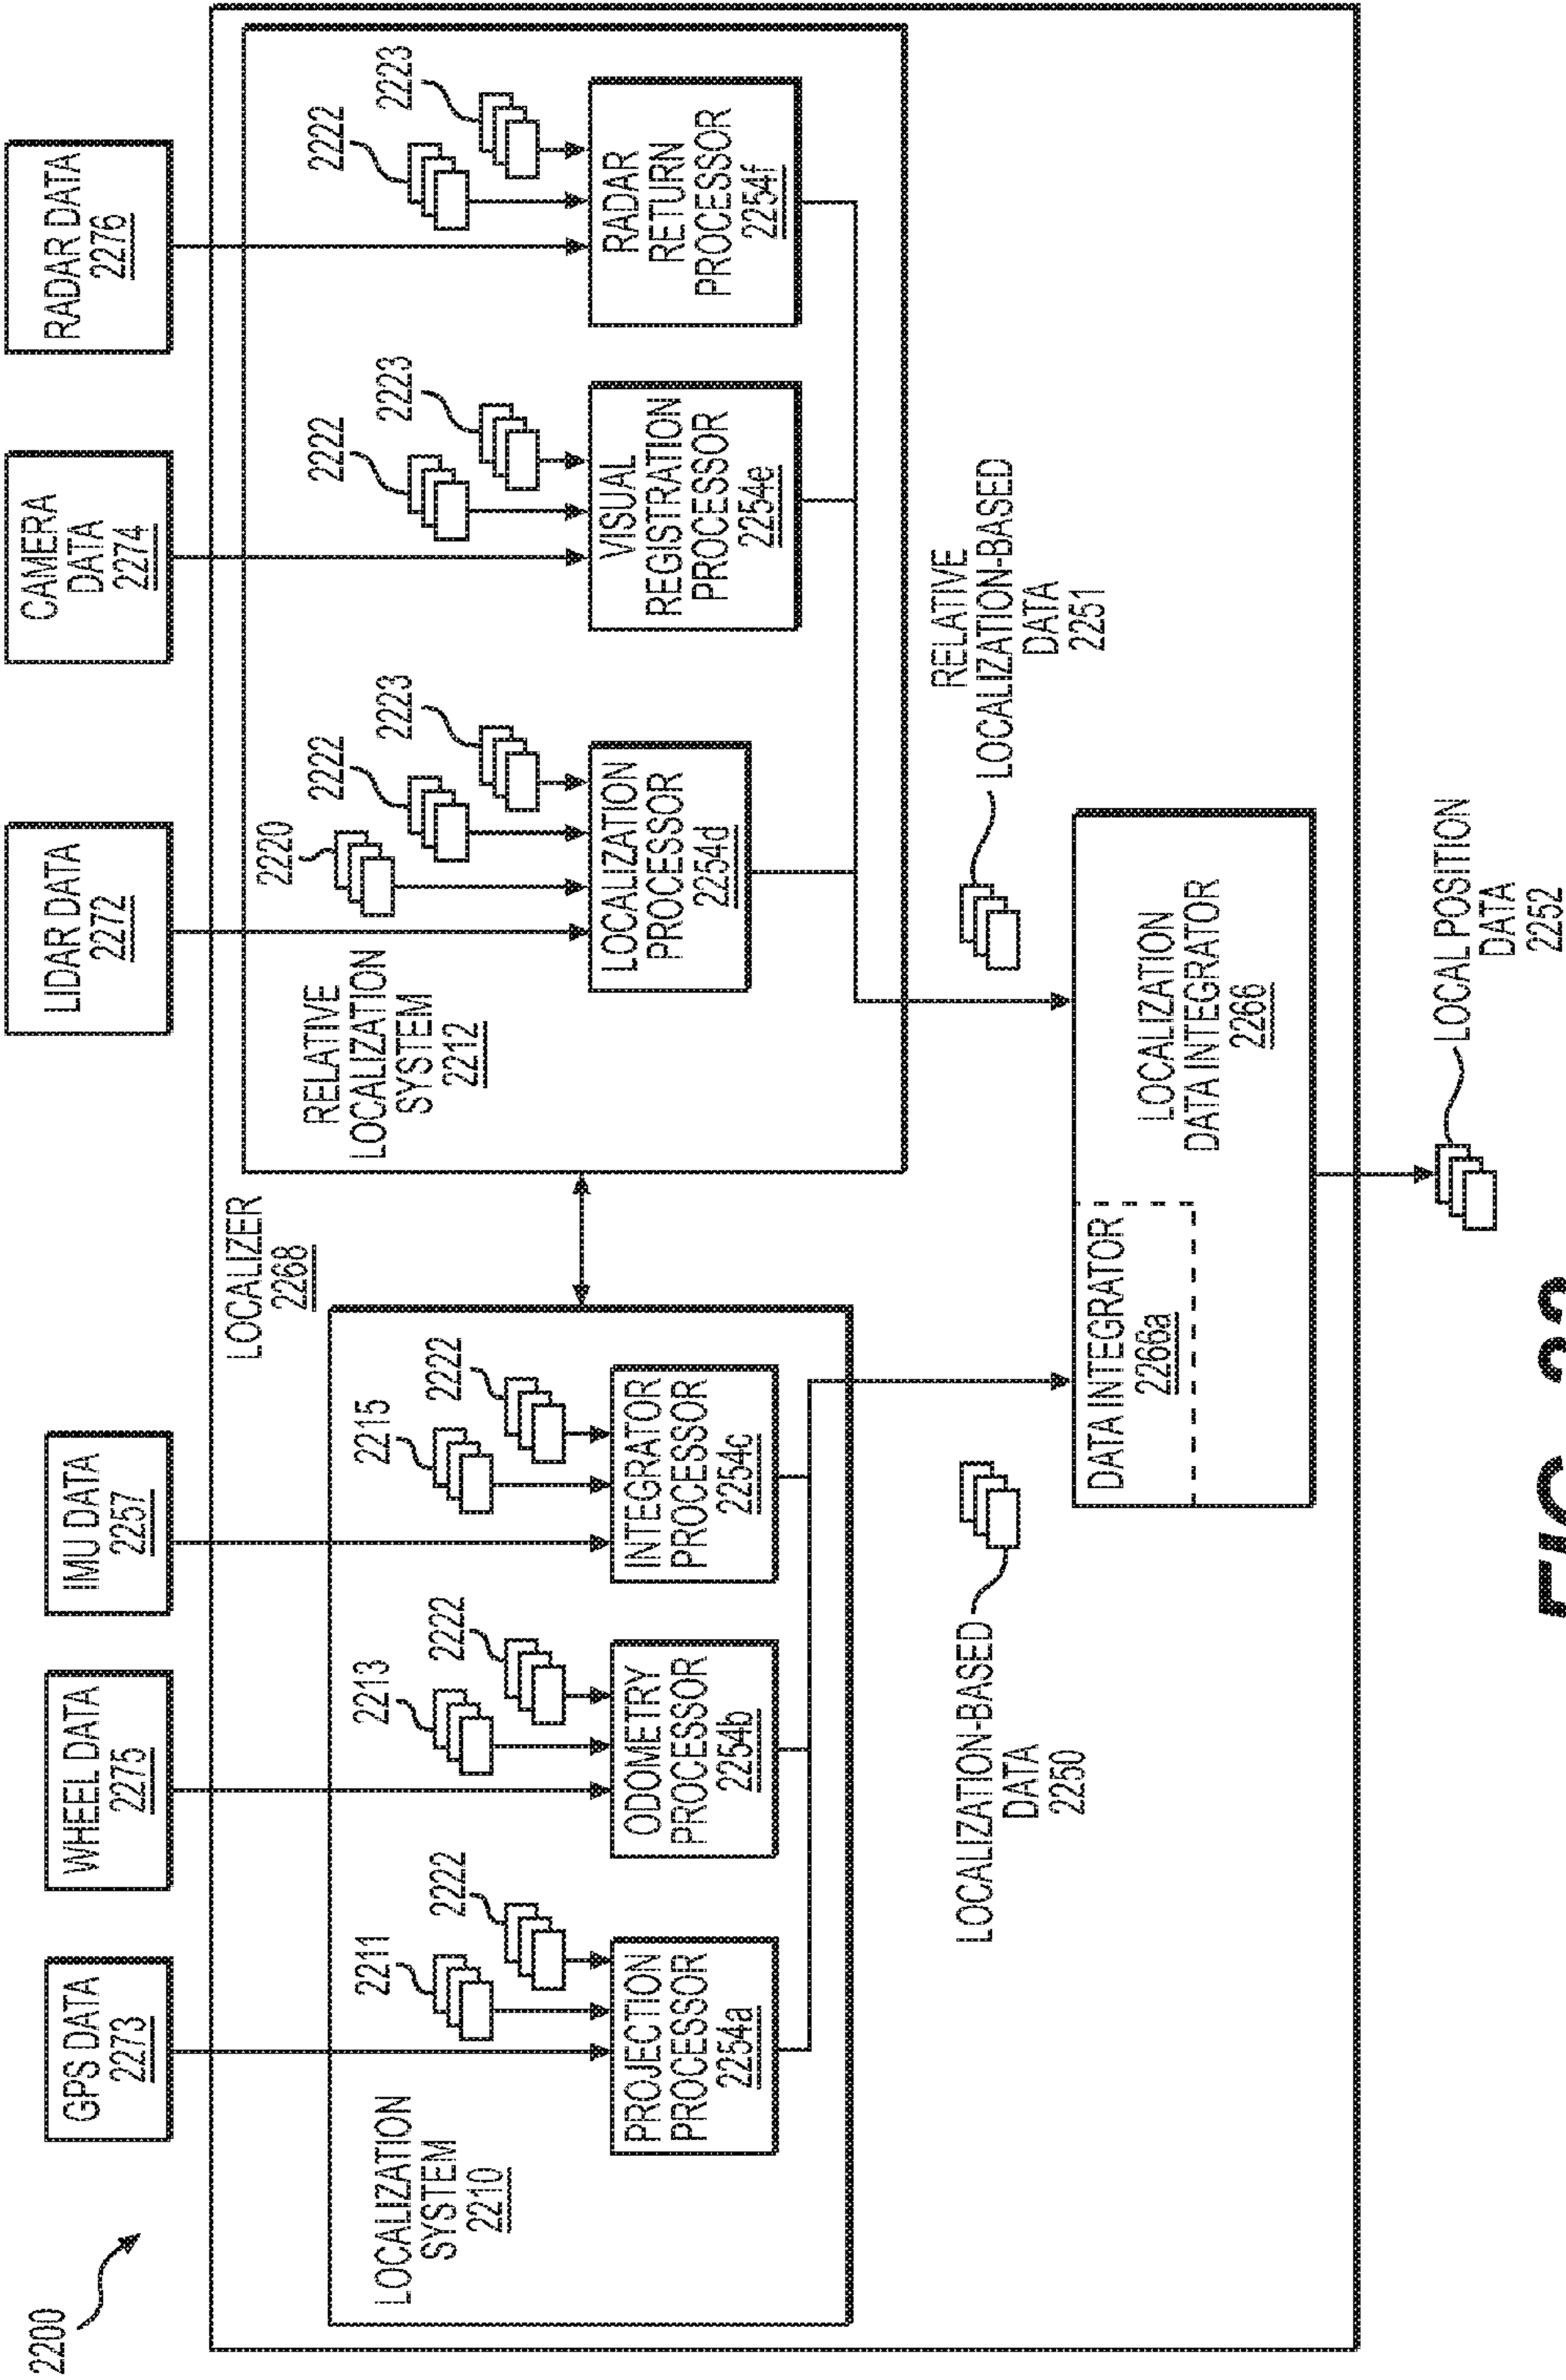 2200
GPS DATA
2273
WHEEL DATA
2275
IMU DATA
2257
LIDAR DATA
2272
CAMERA
DATA
2274
RADAR DATA
2276
LOCALIZER
2268
LOCALIZATION
SYSTEM
2210
2211
2222
2213
2222
2215
2222
PROJECTION
PROCESSOR
2254a
ODOMETRY
PROCESSOR
2254b
INTEGRATOR
PROCESSOR
2254c
RELATIVE
LOCALIZATION
SYSTEM
2212
2220
2222
2223
2222
2223
2222
2223
LOCALIZATION
PROCESSOR
2254d
VISUAL
REGISTRATION
PROCESSOR
2254e
RADAR
RETURN
PROCESSOR
2254f
LOCALIZATION-BASED
DATA
2250
RELATIVE
LOCALIZATION-BASED
DATA
2251
DATA INTEGRATOR
2266a
LOCALIZATION
DATA INTEGRATOR
2266
LOCAL POSITION
DATA
2252